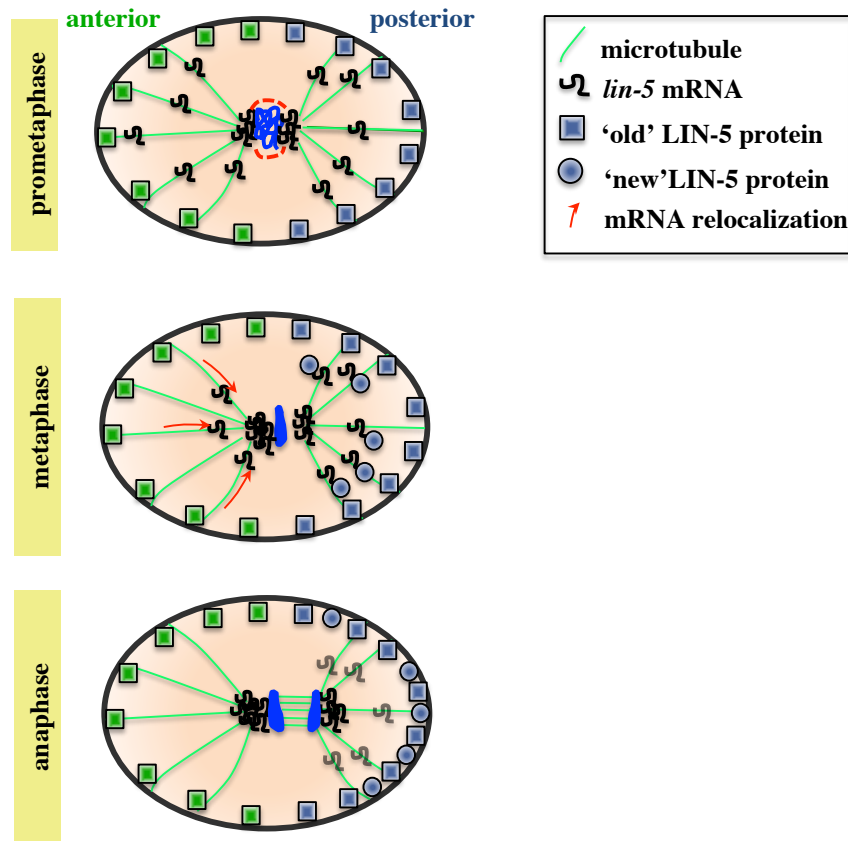 anterior
posterior
prometaphase
microtubule
lin-5 mRNA
‘old’ LIN-5 protein
‘new’LIN-5 protein
mRNA relocalization
metaphase
anaphase